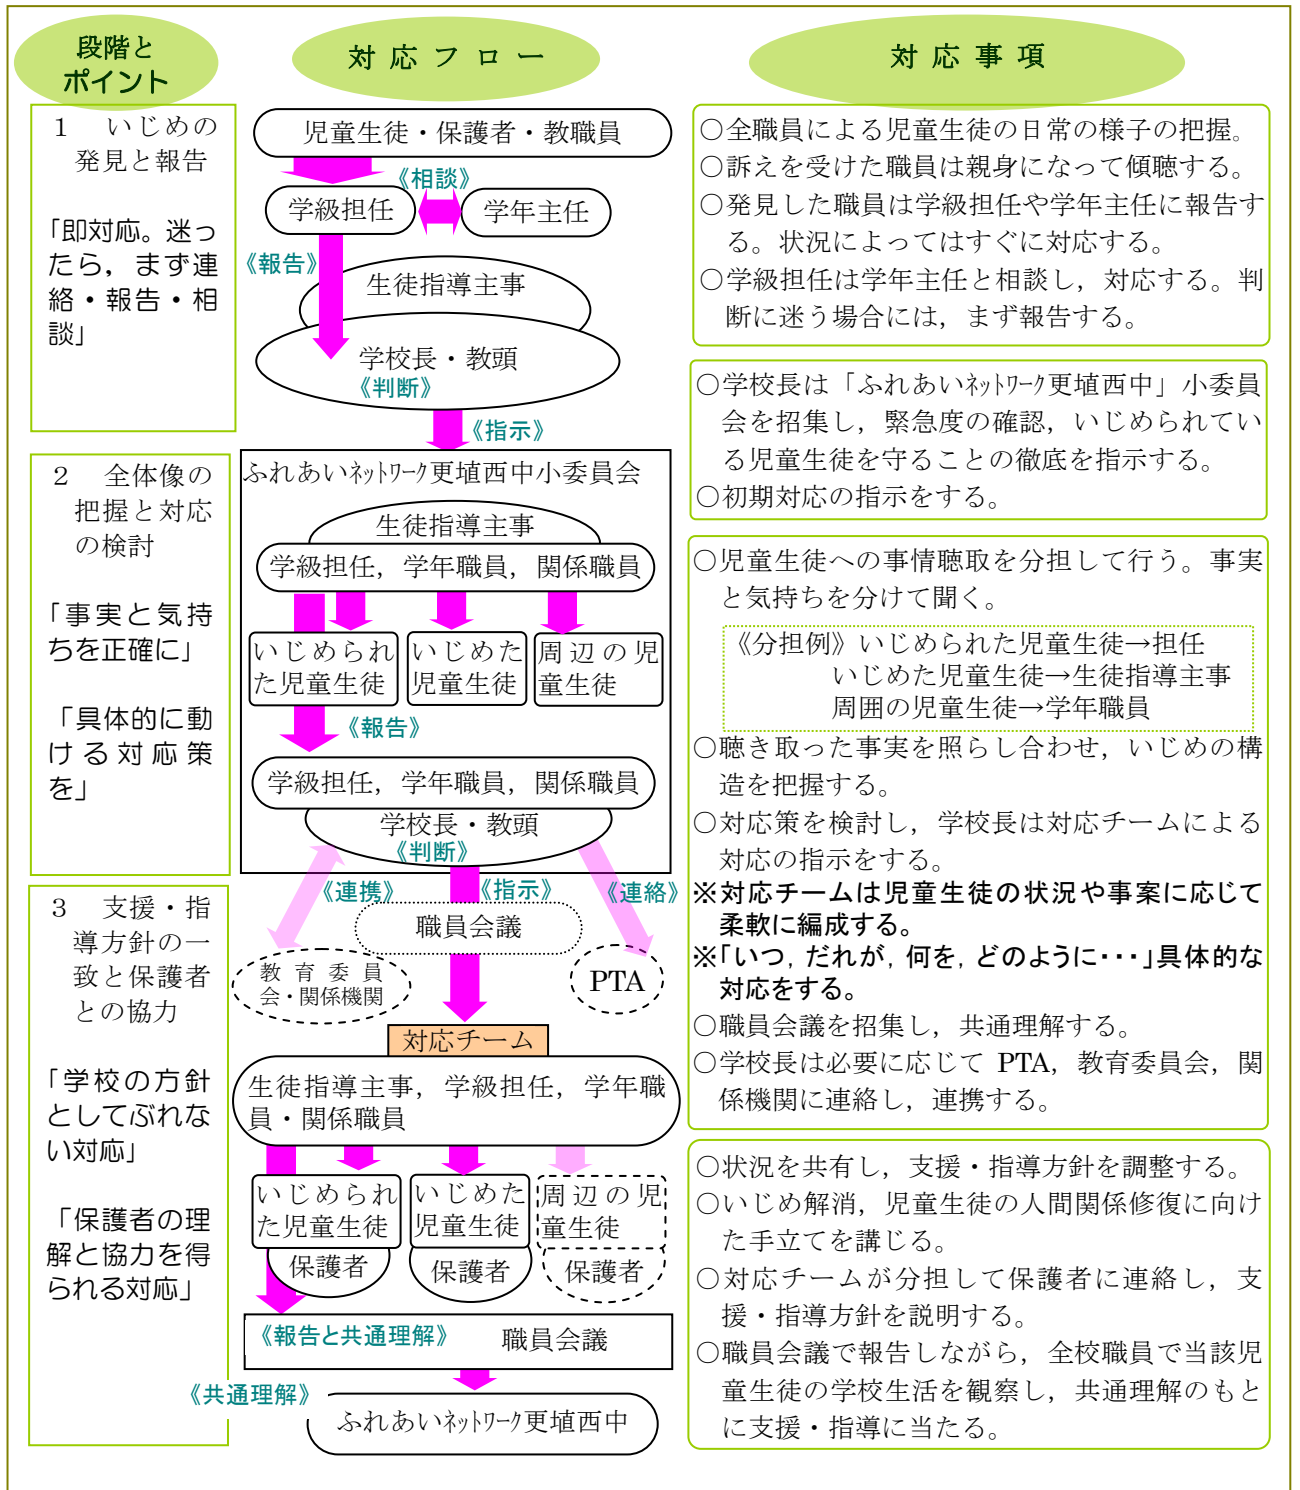 段階と
ポイント
対応フロー
対応事項
1 いじめの
発見と報告
「即対応。迷っ
たら，まず連
絡・報告・相
談」
児童生徒・保護者・教職員
《相談》
学級担任
学年主任
《報告》
生徒指導主事
学校長・教頭
《判断》
《指示》
○全職員による児童生徒の日常の様子の把握。
○訴えを受けた職員は親身になって傾聴する。
○発見した職員は学級担任や学年主任に報告す
る。状況によってはすぐに対応する。
○学級担任は学年主任と相談し，対応する。判
断に迷う場合には，まず報告する。
○学校長は「ふれあいﾈｯﾄﾜｰｸ更埴西中」小委員
会を招集し，緊急度の確認，いじめられてい
る児童生徒を守ることの徹底を指示する。
○初期対応の指示をする。
2 全体像の
把握と対応
の検討
「事実と気持
ちを正確に」
「具体的に動
ける対応策
を」
ふれあいﾈｯﾄﾜｰｸ更埴西中小委員会
生徒指導主事
学級担任，学年職員，関係職員
いじめられ
た児童生徒
いじめた
児童生徒
周辺の児
童生徒
《報告》
学級担任，学年職員，関係職員
学校長・教頭
《判断》
《連携》
《指示》
《連絡》
○児童生徒への事情聴取を分担して行う。事実
と気持ちを分けて聞く。
《分担例》いじめられた児童生徒→担任
いじめた児童生徒→生徒指導主事
周囲の児童生徒→学年職員
○聴き取った事実を照らし合わせ，いじめの構
造を把握する。
○対応策を検討し，学校長は対応チームによる
対応の指示をする。
※対応チームは児童生徒の状況や事案に応じて
柔軟に編成する。
※「いつ，だれが，何を，どのように・・・」具体的な
対応をする。
○職員会議を招集し，共通理解する。
○学校長は必要に応じて PTA，教育委員会，関
係機関に連絡し，連携する。
3 支援・指
導方針の一
致と保護者
との協力
「学校の方針
としてぶれな
い対応」
「保護者の理
解と協力を得
られる対応」
職員会議
教育委員
会・関係機関
PTA
対応チーム
生徒指導主事，学級担任，学年職
員・関係職員
いじめられ
た児童生徒
いじめた
児童生徒
周辺の児
童生徒
保護者
保護者
保護者
《報告と共通理解》 職員会議
《共通理解》
ふれあいﾈｯﾄﾜｰｸ更埴西中
○状況を共有し，支援・指導方針を調整する。
○いじめ解消，児童生徒の人間関係修復に向け
た手立てを講じる。
○対応チームが分担して保護者に連絡し，支
援・指導方針を説明する。
○職員会議で報告しながら，全校職員で当該児
童生徒の学校生活を観察し，共通理解のもと
に支援・指導に当たる。